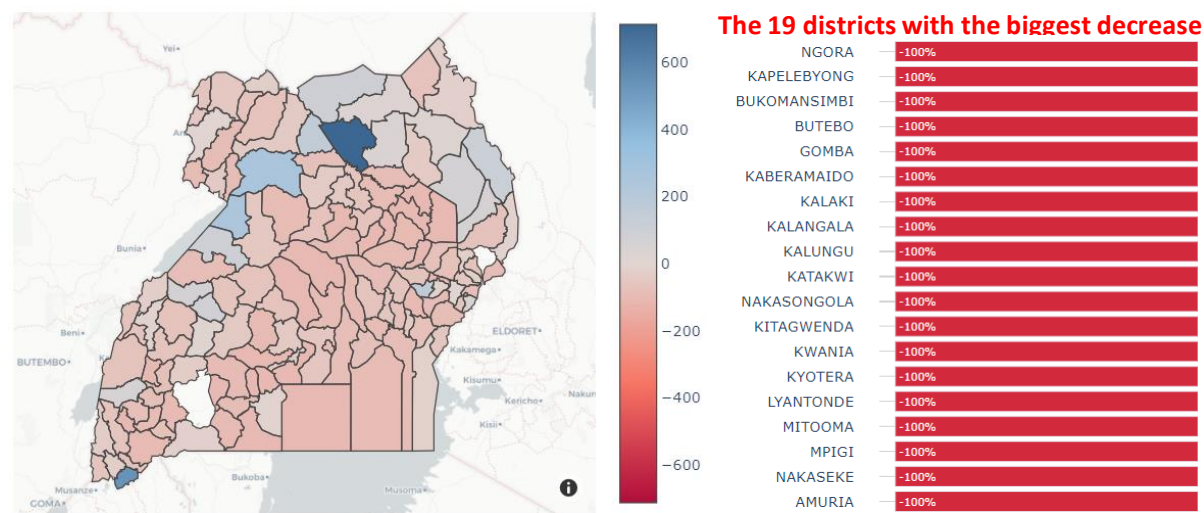 Yei
Bunia
Beni
BUTEMBO
Musanze
GOMA
Bukoba
Musoma
ELDORET
Kakamega
Kisumu
Kericho
Kisii
600
400
200
0
−200
−400
−600
The 19 districts with the biggest decrease
NGORA -100%
KAPELEBYONG -100%
BUKOMANSIMBI -100%
BUTEBO -100%
GOMBA -100%
KABERAMAIDO -100%
KALAKI -100%
KALANGALA -100%
KALUNGU -100%
KATAKWI -100%
NAKASONGOLA -100%
KITAGWENDA -100%
KWANIA -100%
KYOTERA -100%
LYANTONDE -100%
MITOOMA -100%
MPIGI -100%
NAKASEKE -100%
AMURIA -100%